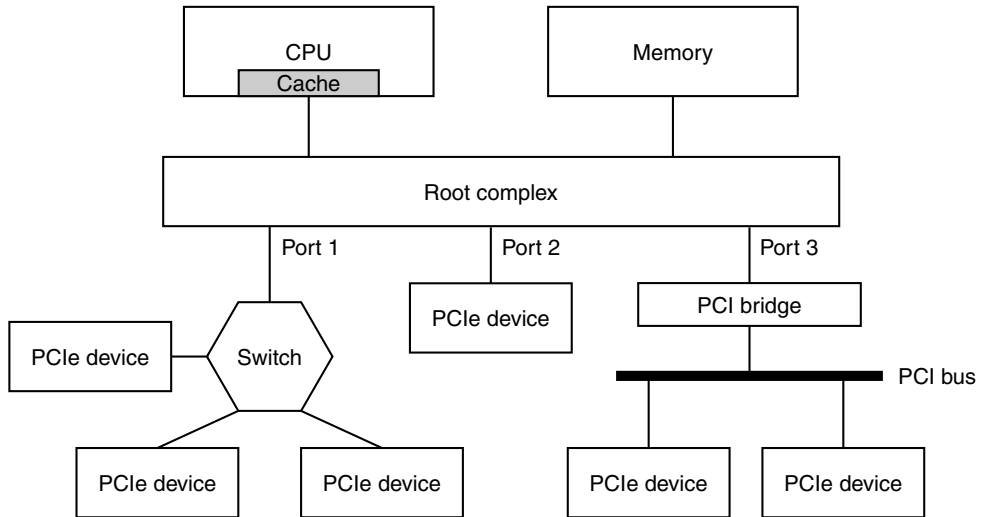 CPU
Cache
Memory
Root complex
Port 1
Port 2
Port 3
PCIe device
PCI bridge
PCIe device
Switch
PCI bus
PCIe device
PCIe device
PCIe device
PCIe device